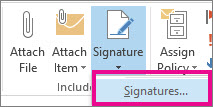 Attach Attach Signature Assign
File Item Policy
Include
Signatures...